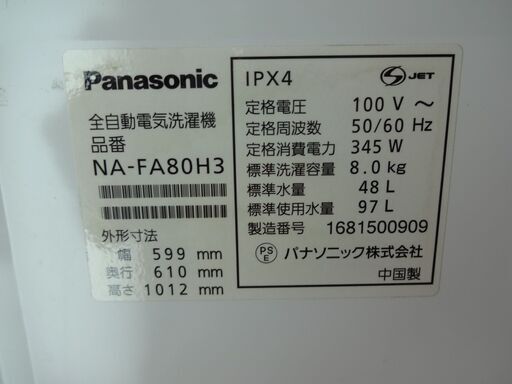 Panasonic
全自動電気洗濯機
品番
NA-FA80H3
外形寸法
幅 599 mm
奥行 610 mm
高さ 1012 mm
IPX4
S JET
定格電圧 100 V ～
定格周波数 50/60 Hz
定格消費電力 345 W
標準洗濯容量 8.0 kg
標準水量 48 L
標準使用水量 97 L
製造番号 1681500909
PS E パナソニック株式会社
中国製